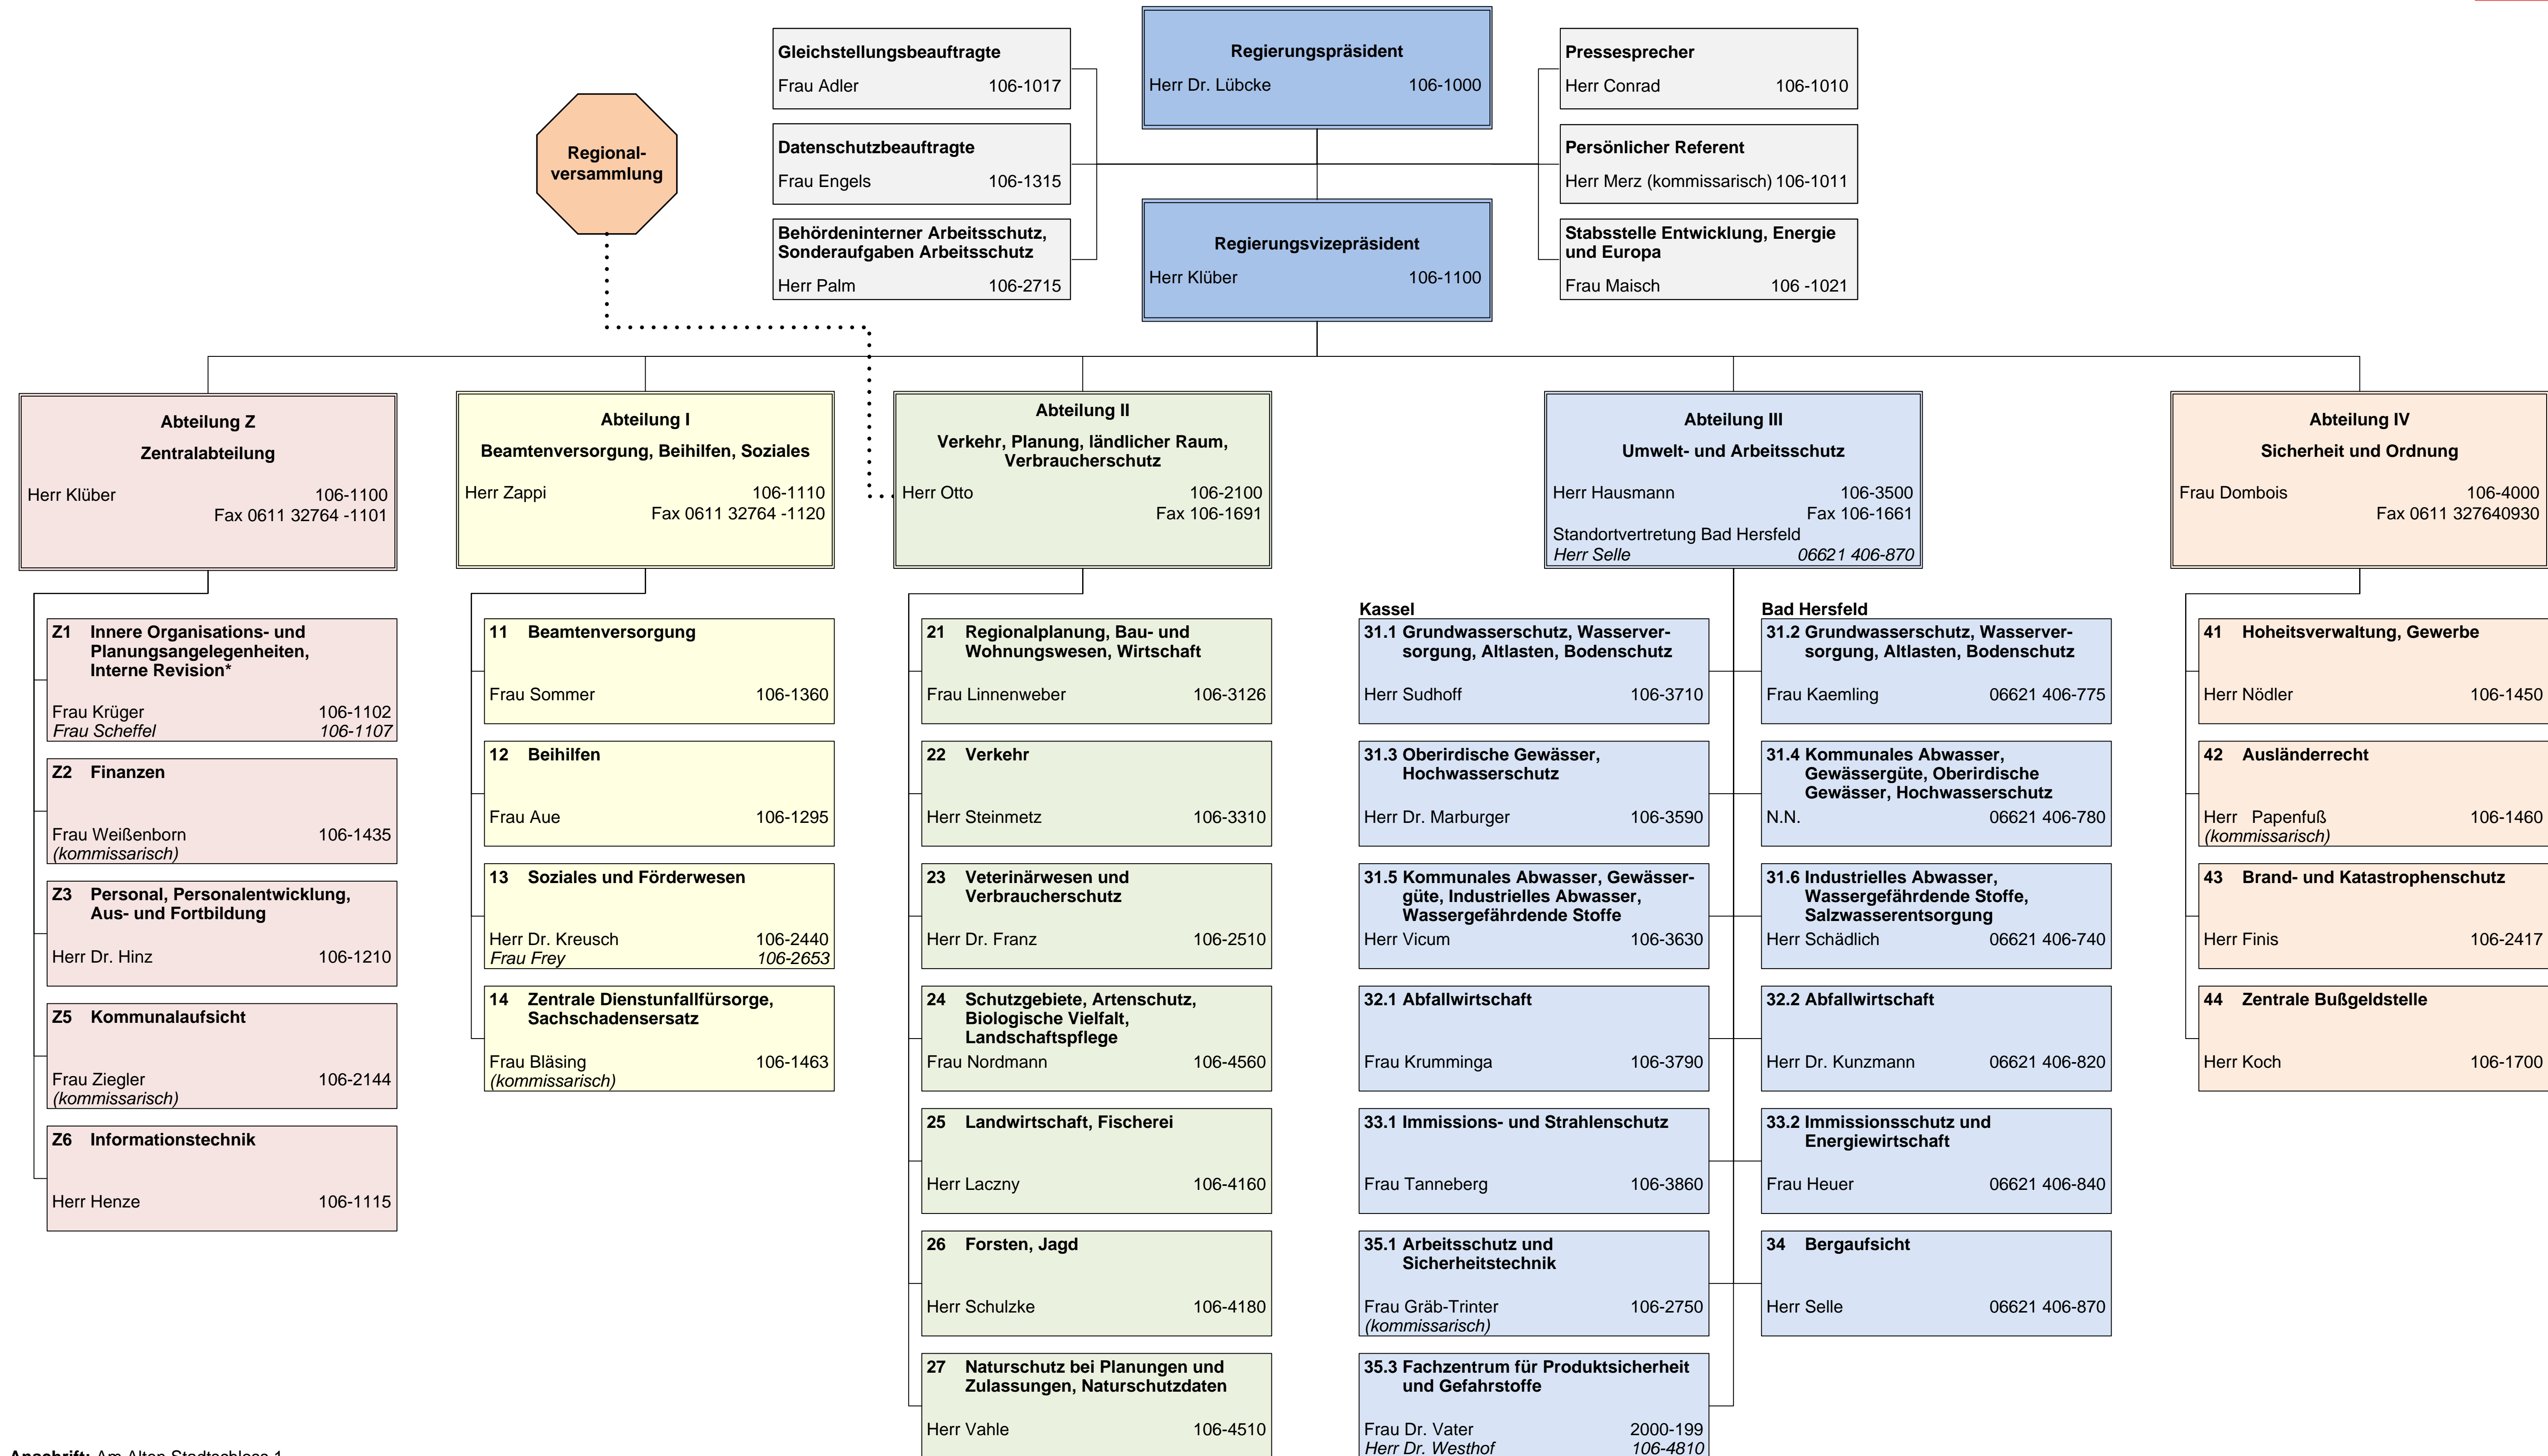 Gleichstellungsbeauftragte
Frau Adler 106-1017
Datenschutzbeauftragte
Frau Engels 106-1315
Behördeninterner Arbeitsschutz,
Sonderaufgaben Arbeitsschutz
Herr Palm 106-2715
Regierungspräsident
Herr Dr. Lübcke 106-1000
Regierungsvizepräsident
Herr Klüber 106-1100
Pressesprecher
Herr Conrad 106-1010
Persönlicher Referent
Herr Merz (kommissarisch) 106-1011
Stabsstelle Entwicklung, Energie
und Europa
Frau Maisch 106 -1021
Regional-
versammlung
Abteilung Z
Zentralabteilung
Herr Klüber 106-1100
Fax 0611 32764 -1101
Z1 Innere Organisations- und
Planungsangelegenheiten,
Interne Revision*
Frau Krüger 106-1102
Frau Scheffel 106-1107
Z2 Finanzen
Frau Weißenborn 106-1435
(kommissarisch)
Z3 Personal, Personalentwicklung,
Aus- und Fortbildung
Herr Dr. Hinz 106-1210
Z5 Kommunalaufsicht
Frau Ziegler 106-2144
(kommissarisch)
Z6 Informationstechnik
Herr Henze 106-1115
Abteilung I
Beamtenversorgung, Beihilfen, Soziales
Herr Zappi 106-1110
Fax 0611 32764 -1120
11 Beamtenversorgung
Frau Sommer 106-1360
12 Beihilfen
Frau Aue 106-1295
13 Soziales und Förderwesen
Herr Dr. Kreusch 106-2440
Frau Frey 106-2653
14 Zentrale Dienstunfallfürsorge,
Sachschadensersatz
Frau Bläsing 106-1463
(kommissarisch)
Abteilung II
Verkehr, Planung, ländlicher Raum,
Verbraucherschutz
Herr Otto 106-2100
Fax 106-1691
21 Regionalplanung, Bau- und
Wohnungswesen, Wirtschaft
Frau Linnenweber 106-3126
22 Verkehr
Herr Steinmetz 106-3310
23 Veterinärwesen und
Verbraucherschutz
Herr Dr. Franz 106-2510
24 Schutzgebiete, Artenschutz,
Biologische Vielfalt,
Landschaftspflege
Frau Nordmann 106-4560
25 Landwirtschaft, Fischerei
Herr Laczny 106-4160
26 Forsten, Jagd
Herr Schulzke 106-4180
27 Naturschutz bei Planungen und
Zulassungen, Naturschutzdaten
Herr Vahle 106-4510
Abteilung III
Umwelt- und Arbeitsschutz
Herr Hausmann 106-3500
Fax 106-1661
Standortvertretung Bad Hersfeld
Herr Selle 06621 406-870
Kassel
31.1 Grundwasserschutz, Wasserver-
sorgung, Altlasten, Bodenschutz
Herr Sudhoff 106-3710
31.3 Oberirdische Gewässer,
Hochwasserschutz
Herr Dr. Marburger 106-3590
31.5 Kommunales Abwasser, Gewässer-
güte, Industrielles Abwasser,
Wassergefährdende Stoffe
Herr Vicum 106-3630
32.1 Abfallwirtschaft
Frau Krumminga 106-3790
33.1 Immissions- und Strahlenschutz
Frau Tanneberg 106-3860
35.1 Arbeitsschutz und
Sicherheitstechnik
Frau Gräb-Trinter 106-2750
(kommissarisch)
35.3 Fachzentrum für Produktsicherheit
und Gefahrstoffe
Frau Dr. Vater 2000-199
Herr Dr. Westhof 106-4810
Bad Hersfeld
31.2 Grundwasserschutz, Wasserver-
sorgung, Altlasten, Bodenschutz
Frau Kaemling 06621 406-775
31.4 Kommunales Abwasser,
Gewässergüte, Oberirdische
Gewässer, Hochwasserschutz
N.N. 06621 406-780
31.6 Industrielles Abwasser,
Wassergefährdende Stoffe,
Salzwasserentsorgung
Herr Schädlich 06621 406-740
32.2 Abfallwirtschaft
Herr Dr. Kunzmann 06621 406-820
33.2 Immissionsschutz und
Energiewirtschaft
Frau Heuer 06621 406-840
34 Bergaufsicht
Herr Selle 06621 406-870
Abteilung IV
Sicherheit und Ordnung
Frau Dombois 106-4000
Fax 0611 327640930
41 Hoheitsverwaltung, Gewerbe
Herr Nödler 106-1450
42 Ausländerrecht
Herr Papenfuß 106-1460
(kommissarisch)
43 Brand- und Katastrophenschutz
Herr Finis 106-2417
44 Zentrale Bußgeldstelle
Herr Koch 106-1700
Anschrift: Am Alten Stadtschloss 1